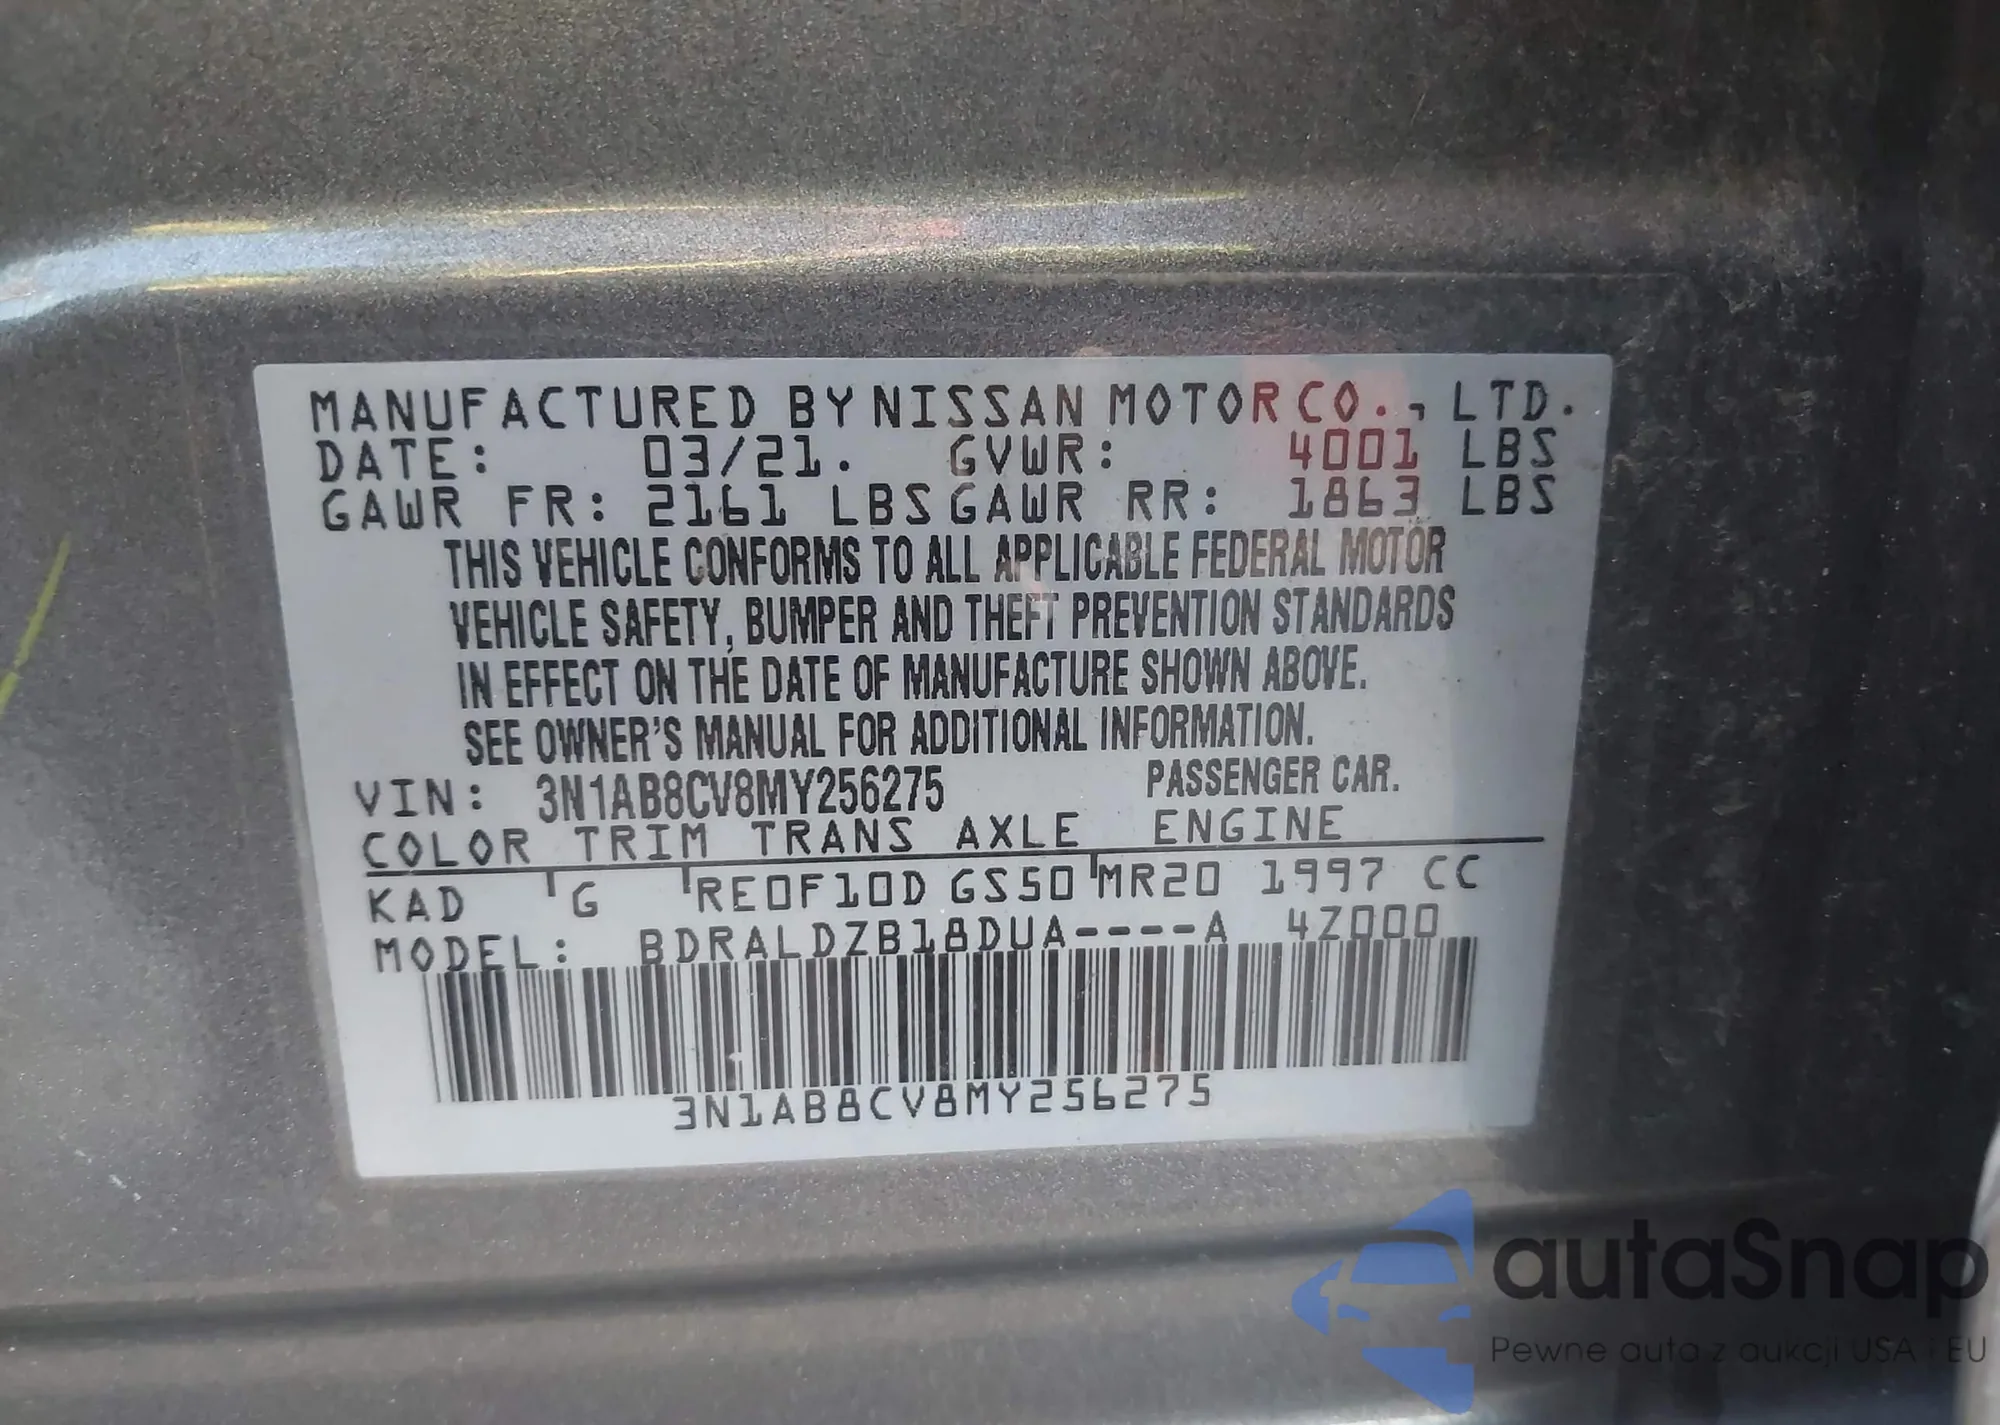 MANUFACTURED BY NISSAN MOTOR CO., LTD.
DATE: 03/21. GVWR: 4001 LBS
GAWR FR: 2161 LBS GAWR RR: 1863 LBS
THIS VEHICLE CONFORMS TO ALL APPLICABLE FEDERAL MOTOR
VEHICLE SAFETY, BUMPER AND THEFT PREVENTION STANDARDS
IN EFFECT ON THE DATE OF MANUFACTURE SHOWN ABOVE.
SEE OWNER'S MANUAL FOR ADDITIONAL INFORMATION.
VIN: 3N1AB8CV8MY256275 PASSENGER CAR.
COLOR TRIM TRANS AXLE ENGINE
KAD G RE0F10D GS50 MR20 1997 CC
MODEL: BDRALDZB18DUA----A 4Z000
3N1AB8CV8MY256275
autaSnap
Pewne auta z aukcji USA i EU